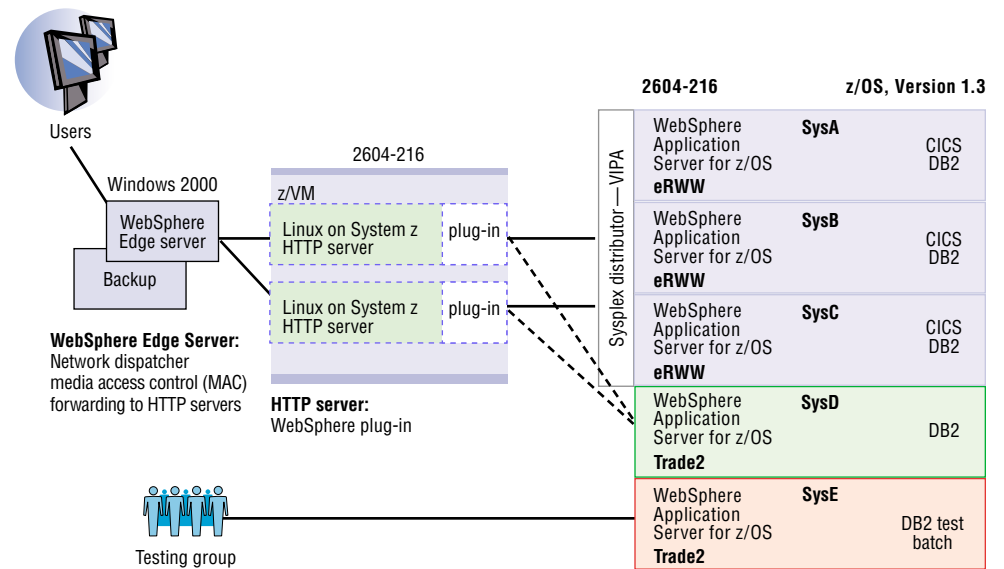 Users
Windows 2000
WebSphere
Edge server
Backup
WebSphere Edge Server:
Network dispatcher
media access control (MAC)
forwarding to HTTP servers
2604-216
z/VM
Linux on System z
HTTP server
plug-in
Linux on System z
HTTP server
plug-in
HTTP server:
WebSphere plug-in
Testing group
2604-216
z/OS, Version 1.3
Sysplex distributor—VIPA
WebSphere
Application
Server for z/OS
eRWW
SysA
CICS
DB2
WebSphere
Application
Server for z/OS
eRWW
SysB
CICS
DB2
WebSphere
Application
Server for z/OS
eRWW
SysC
CICS
DB2
WebSphere
Application
Server for z/OS
Trade2
SysD
DB2
WebSphere
Application
Server for z/OS
Trade2
SysE
DB2 test
batch